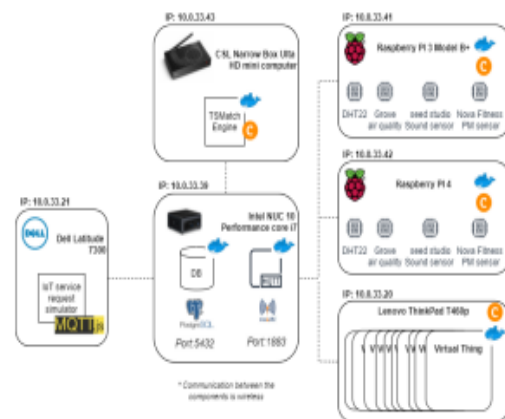 IP: 10.0.33.43
CSL Narrow Box Ulta
HD mini computer
TSMatch
Engine
C
IP: 10.0.33.41
Raspberry PI 3 Model B+
C
DHT22
Grove
air quality
seed studio
Sound sensor
Nova Fitness
PM sensor
IP: 10.0.33.42
Raspberry PI 4
C
DHT22
Grove
air quality
seed studio
Sound sensor
Nova Fitness
PM sensor
IP: 10.0.33.21
DELL
Dell Latitude
7300
IoT service
request
simulator
MQTT
IP: 10.0.33.39
Intel NUC 10
Performance core i7
DB
PostgreSQL
Port:5432
Port:1883
* Communication between the
components is wireless
IP: 10.0.33.20
Lenovo ThinkPad T460p
C
Virtual Thing